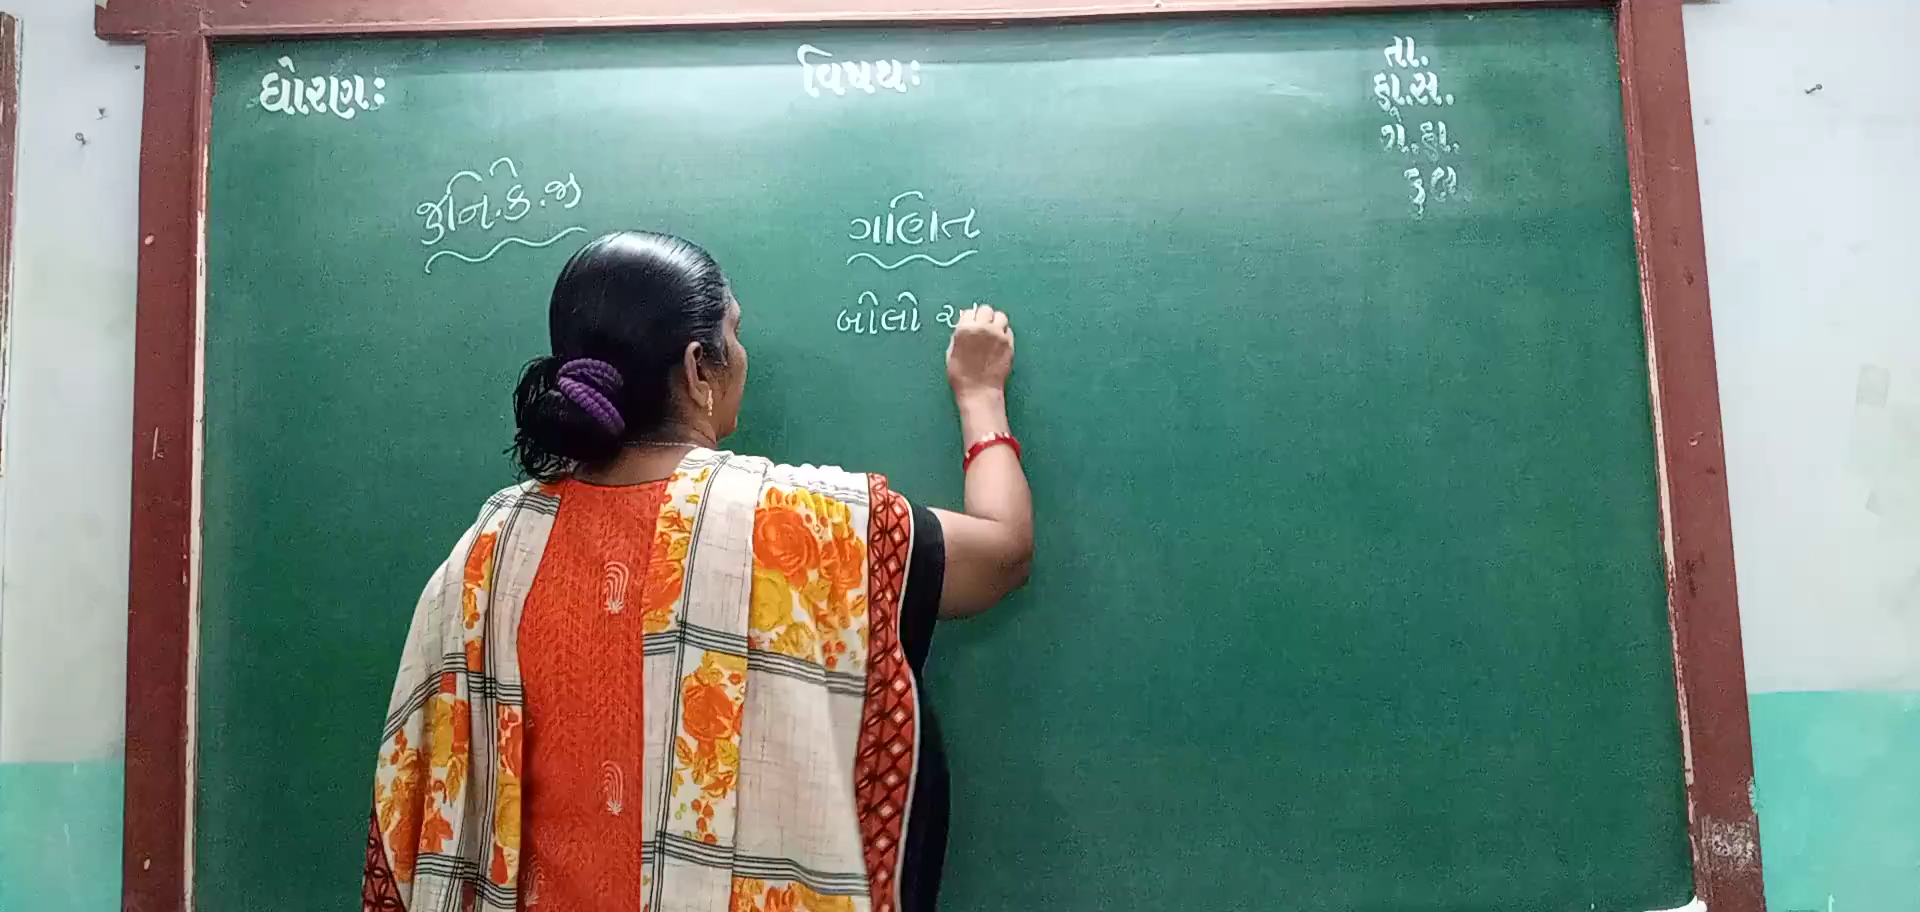 ધોરણઃ
વિષયઃ
તા.
કા.સ.
ગે.હા.
કુલ
જુનિ.કે.જી
ગણિત
બોલો